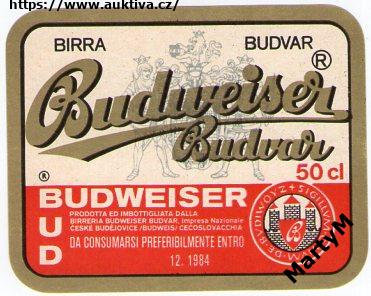 https://www.auktiva.cz/
BIRRA BUDVAR
Budweiser ®
Budvar
50 cl
®
BUDWEISER
BUD
PRODOTTA ED IMBOTTIGLIATA DALLA
BIRRERIA BUDWEISER BUDVAR, Impresa Nazionale
ČESKÉ BUDĚJOVICE/BUDWEIS/CECOSLOVACCHIA
DA CONSUMARSI PREFERIBILMENTE ENTRO
12. 1984
MartyM